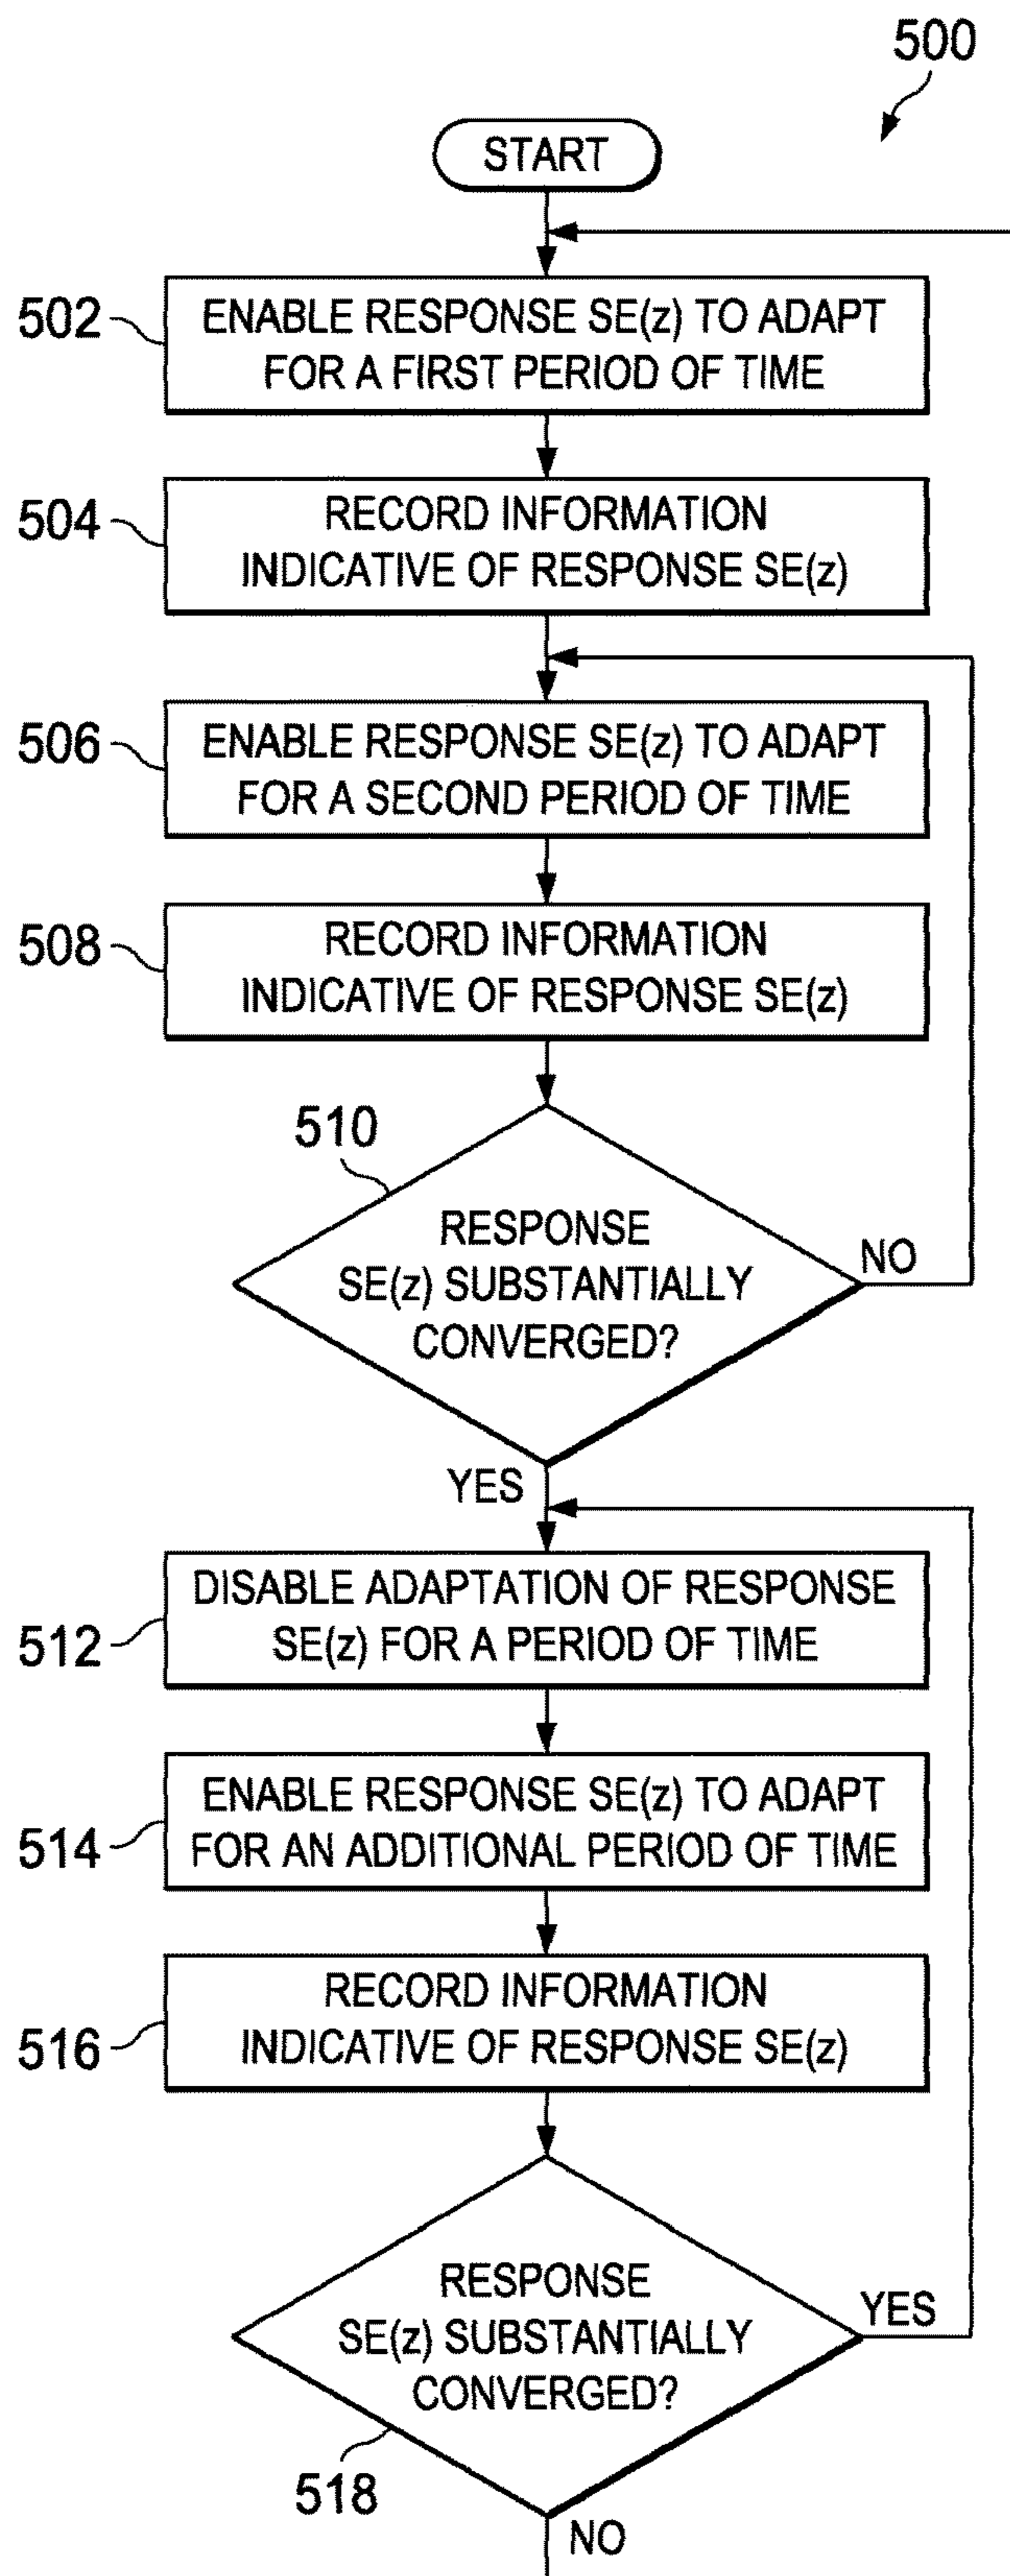 500
START
502
ENABLE RESPONSE SE(z) TO ADAPT
FOR A FIRST PERIOD OF TIME
504
RECORD INFORMATION
INDICATIVE OF RESPONSE SE(z)
506
ENABLE RESPONSE SE(z) TO ADAPT
FOR A SECOND PERIOD OF TIME
508
RECORD INFORMATION
INDICATIVE OF RESPONSE SE(z)
510
RESPONSE
SE(z) SUBSTANTIALLY
CONVERGED?
NO
YES
512
DISABLE ADAPTATION OF RESPONSE
SE(z) FOR A PERIOD OF TIME
514
ENABLE RESPONSE SE(z) TO ADAPT
FOR AN ADDITIONAL PERIOD OF TIME
516
RECORD INFORMATION
INDICATIVE OF RESPONSE SE(z)
RESPONSE
SE(z) SUBSTANTIALLY
CONVERGED?
YES
518
NO